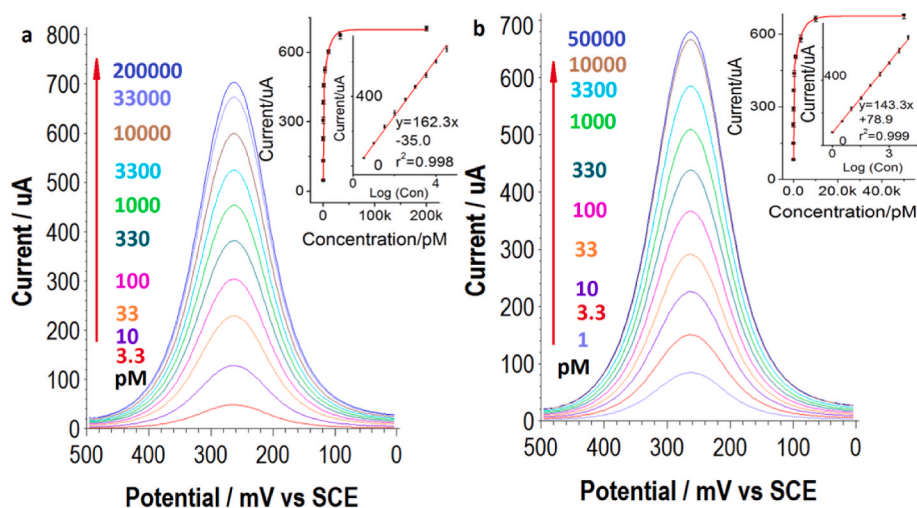 a
800
700
600
500
400
300
200
100
0
Current / uA
200000
33000
10000
3300
1000
330
100
33
10
3.3
pM
500
400
300
200
100
0
Potential / mV vs SCE
600
300
0
Current/uA
0
100k
200k
Concentration/pM
Current/uA
400
0
y=162.3x
-35.0
r²=0.998
2
4
Log (Con)
b
700
600
500
400
300
200
100
0
Current / uA
50000
10000
3300
1000
330
100
33
10
3.3
1
pM
500
400
300
200
100
0
Potential / mV vs SCE
600
300
0
Current/uA
0.0
20.0k
40.0k
Concentration/pM
Current/uA
400
0
y=143.3x
+78.9
r²=0.999
0
3
Log (Con)